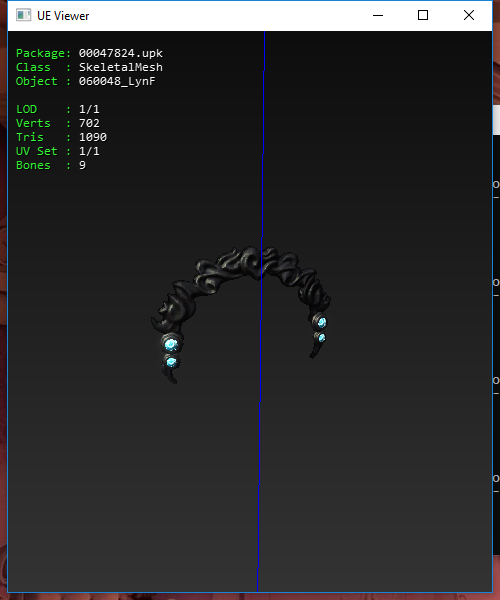 UE Viewer
Package: 00047824.upk
Class  : SkeletalMesh
Object : 060048_LynF
LOD    : 1/1
Verts  : 702
Tris   : 1090
UV Set : 1/1
Bones  : 9